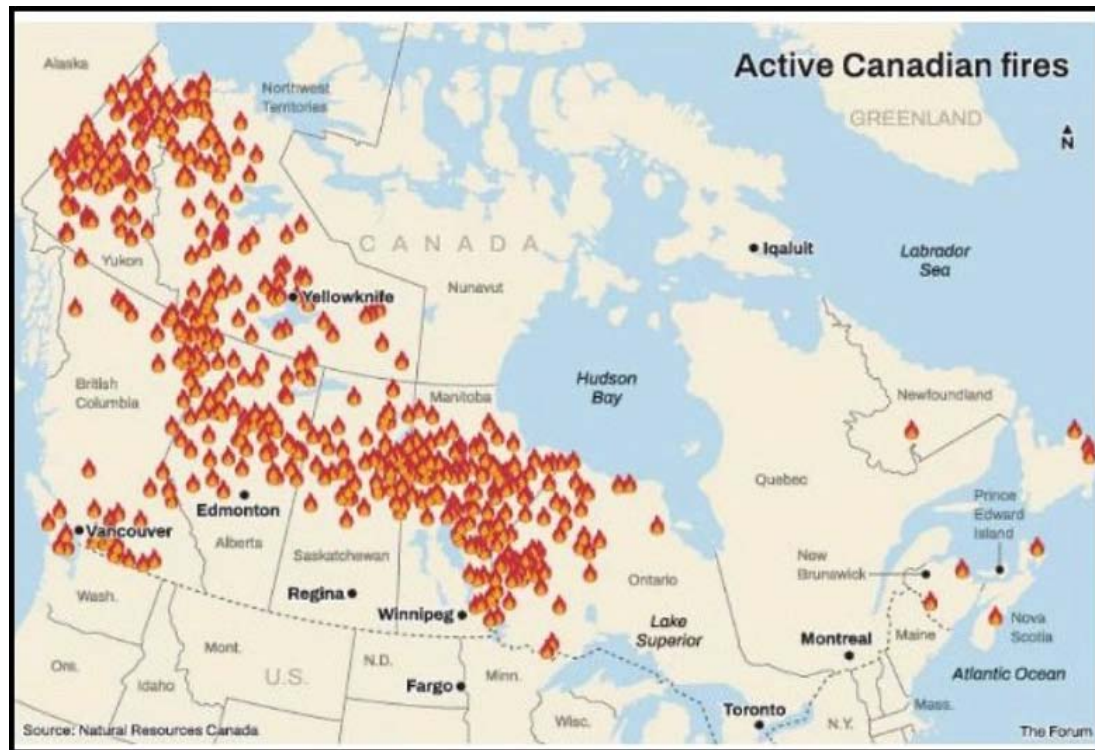 Active Canadian fires
Alaska
Northwest
Territories
GREENLAND
N
CANADA
Iqaluit
Labrador
Sea
Yukon
Yellowknife
Nunavut
British
Columbia
Manitoba
Hudson
Bay
Newfoundland
Quebec
Prince
Edward
Island
Edmonton
Vancouver
Alberta
Saskatchewan
Ontario
New
Brunswick
Wash.
Regina
Winnipeg
Lake
Superior
Montreal
Maine
Nova
Scotia
Ore.
Mont.
Idaho
U.S.
N.D.
Fargo
Minn.
Wisc.
Toronto
N.Y.
Mass.
Atlantic Ocean
Source: Natural Resources Canada
The Forum